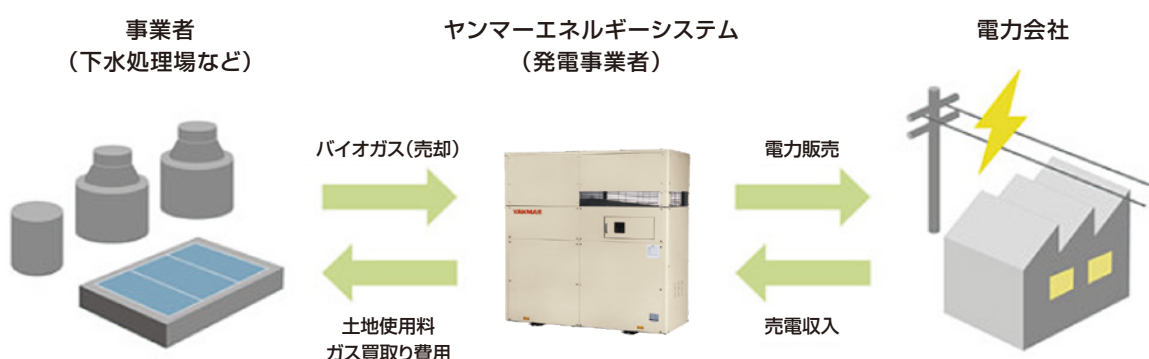 事業者
（下水処理場など）
ヤンマーエネルギーシステム
（発電事業者）
電力会社
バイオガス（売却）
電力販売
YANMAR
土地使用料
ガス買取り費用
売電収入